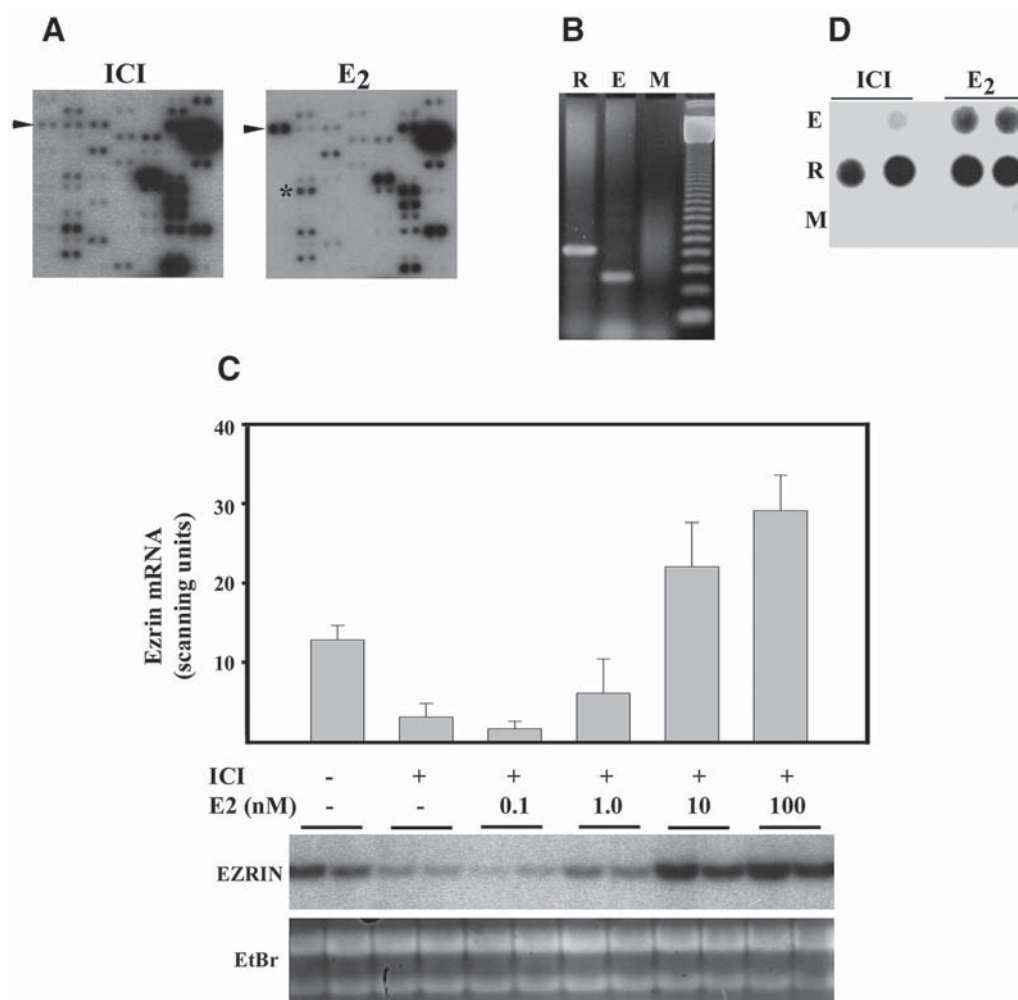 A
ICI
E2
*
B
R E M
D
ICI E2
E
R
M
C
Ezrin mRNA
(scanning units)
40
30
20
10
ICI - + + + + +
E2 (nM) - - 0.1 1.0 10 100
EZRIN
EtBr